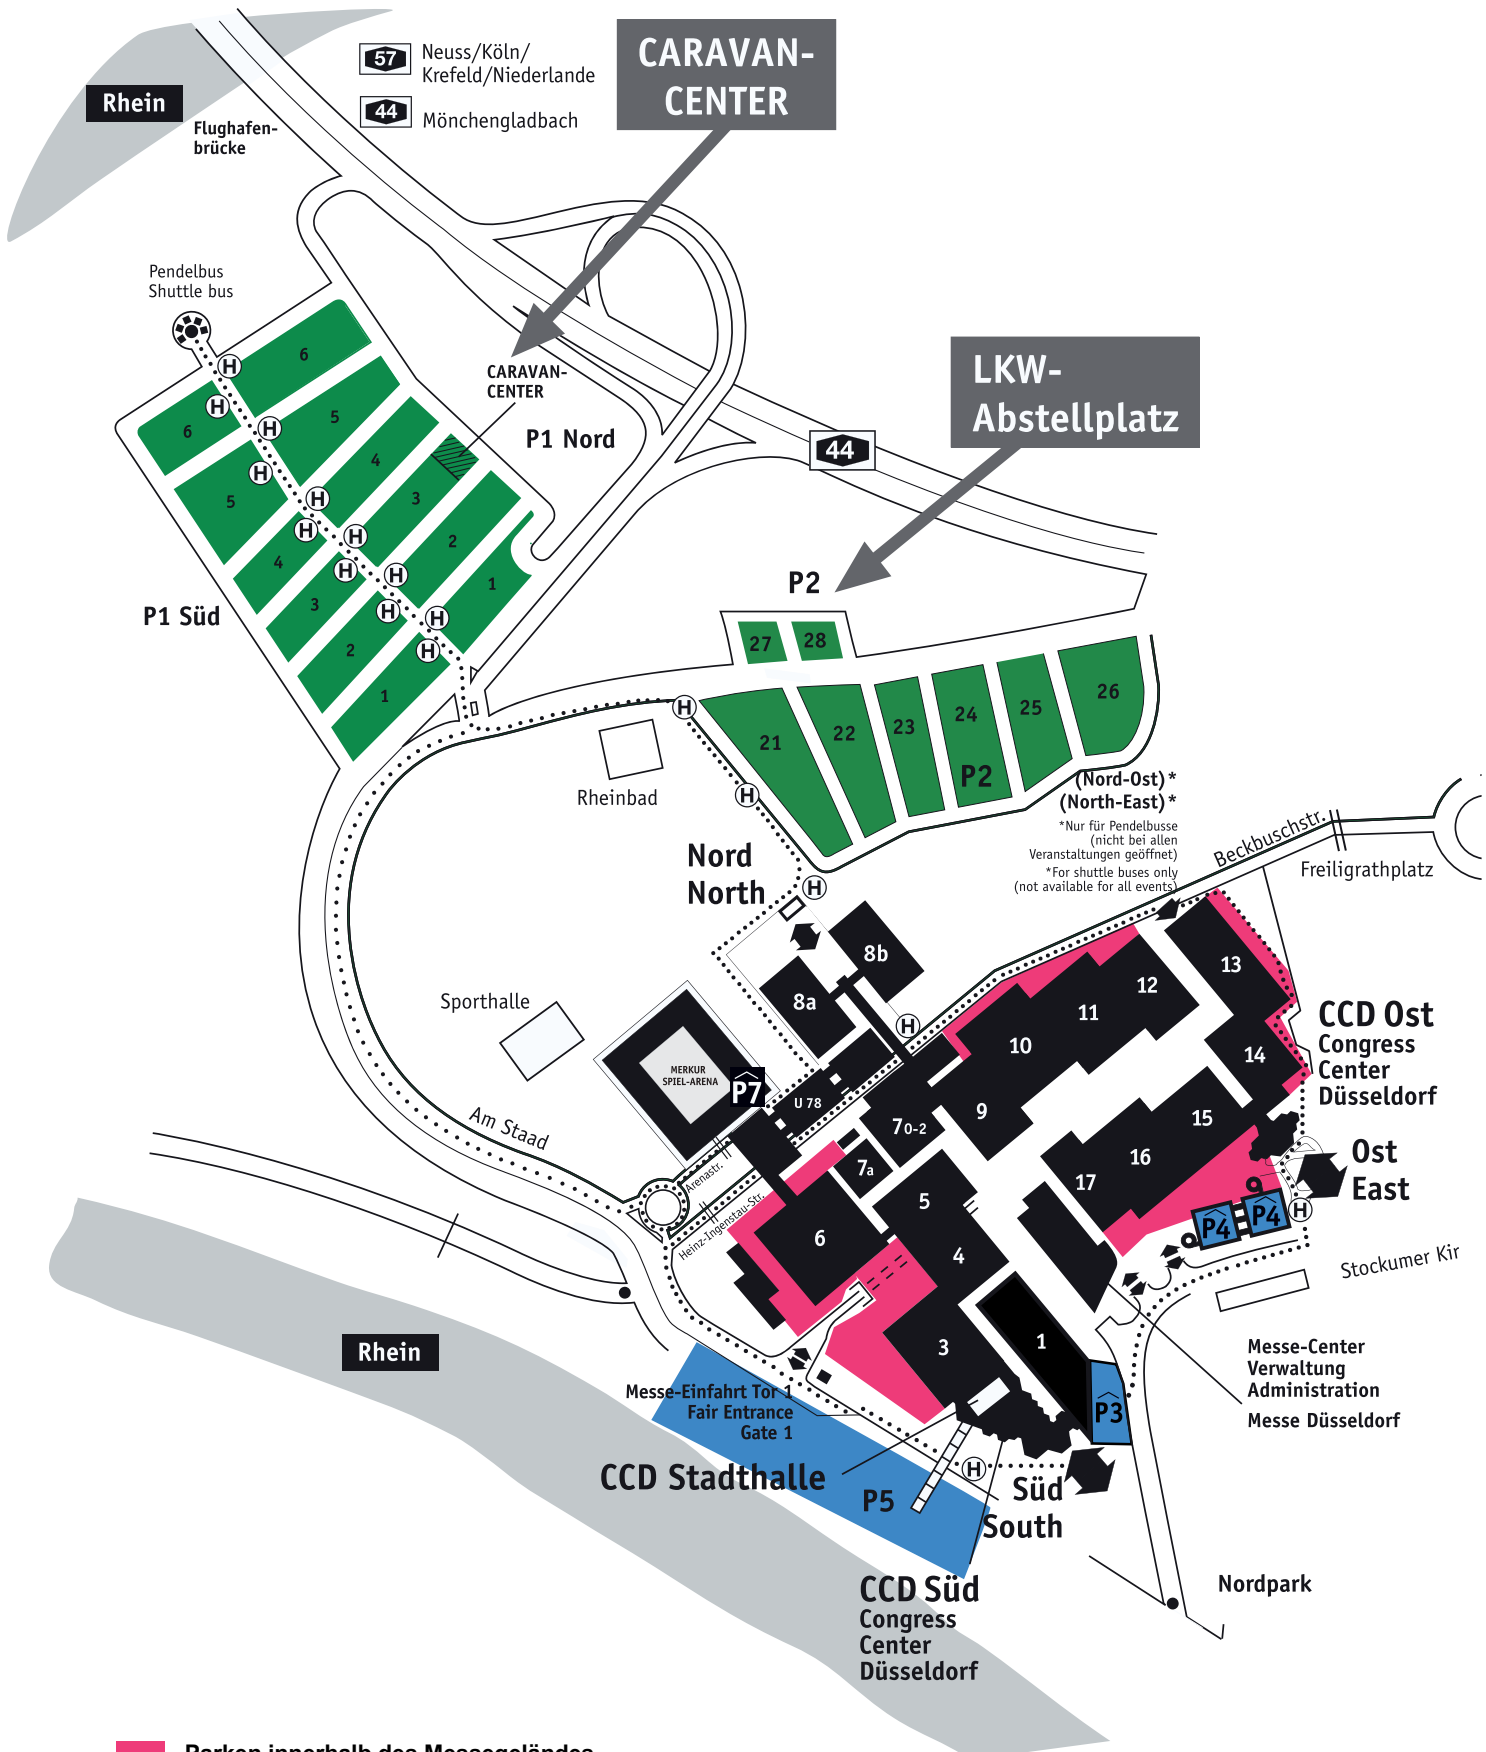 57
Neuss/Köln/
Krefeld/Niederlande
44
Mönchengladbach
CARAVAN-
CENTER
Rhein
Flughafen-
brücke
Pendelbus
Shuttle bus
H
H
H
H
H
H
H
H
H
H
H
H
6
6
5
5
4
4
3
3
2
2
1
1
CARAVAN-
CENTER
P1 Nord
P1 Süd
44
LKW-
Abstellplatz
P2
27
28
21
22
23
24
25
26
P2
(Nord-Ost)*
(North-East)*
*Nur für Pendelbusse
(nicht bei allen
Veranstaltungen geöffnet)
*For shuttle buses only
(not available for all events)
H
H
H
Rheinbad
Nord
North
Beckbuschstr.
Freiligrathplatz
Sporthalle
MERKUR
SPIEL-ARENA
P7
U 78
8a
8b
H
13
12
11
10
9
14
15
16
17
70-2
7a
6
5
4
3
1
CCD Ost
Congress
Center
Düsseldorf
Ost
East
H
P4
P4
Am Staad
Arenastr.
Heinz-Ingenstau-Str.
Stockumer Kir
Rhein
Messe-Center
Verwaltung
Administration
Messe Düsseldorf
Messe-Einfahrt Tor 1
Fair Entrance
Gate 1
P3
CCD Stadthalle
P5
H
Süd
South
CCD Süd
Congress
Center
Düsseldorf
Nordpark
Parken innerhalb des Messegeländes